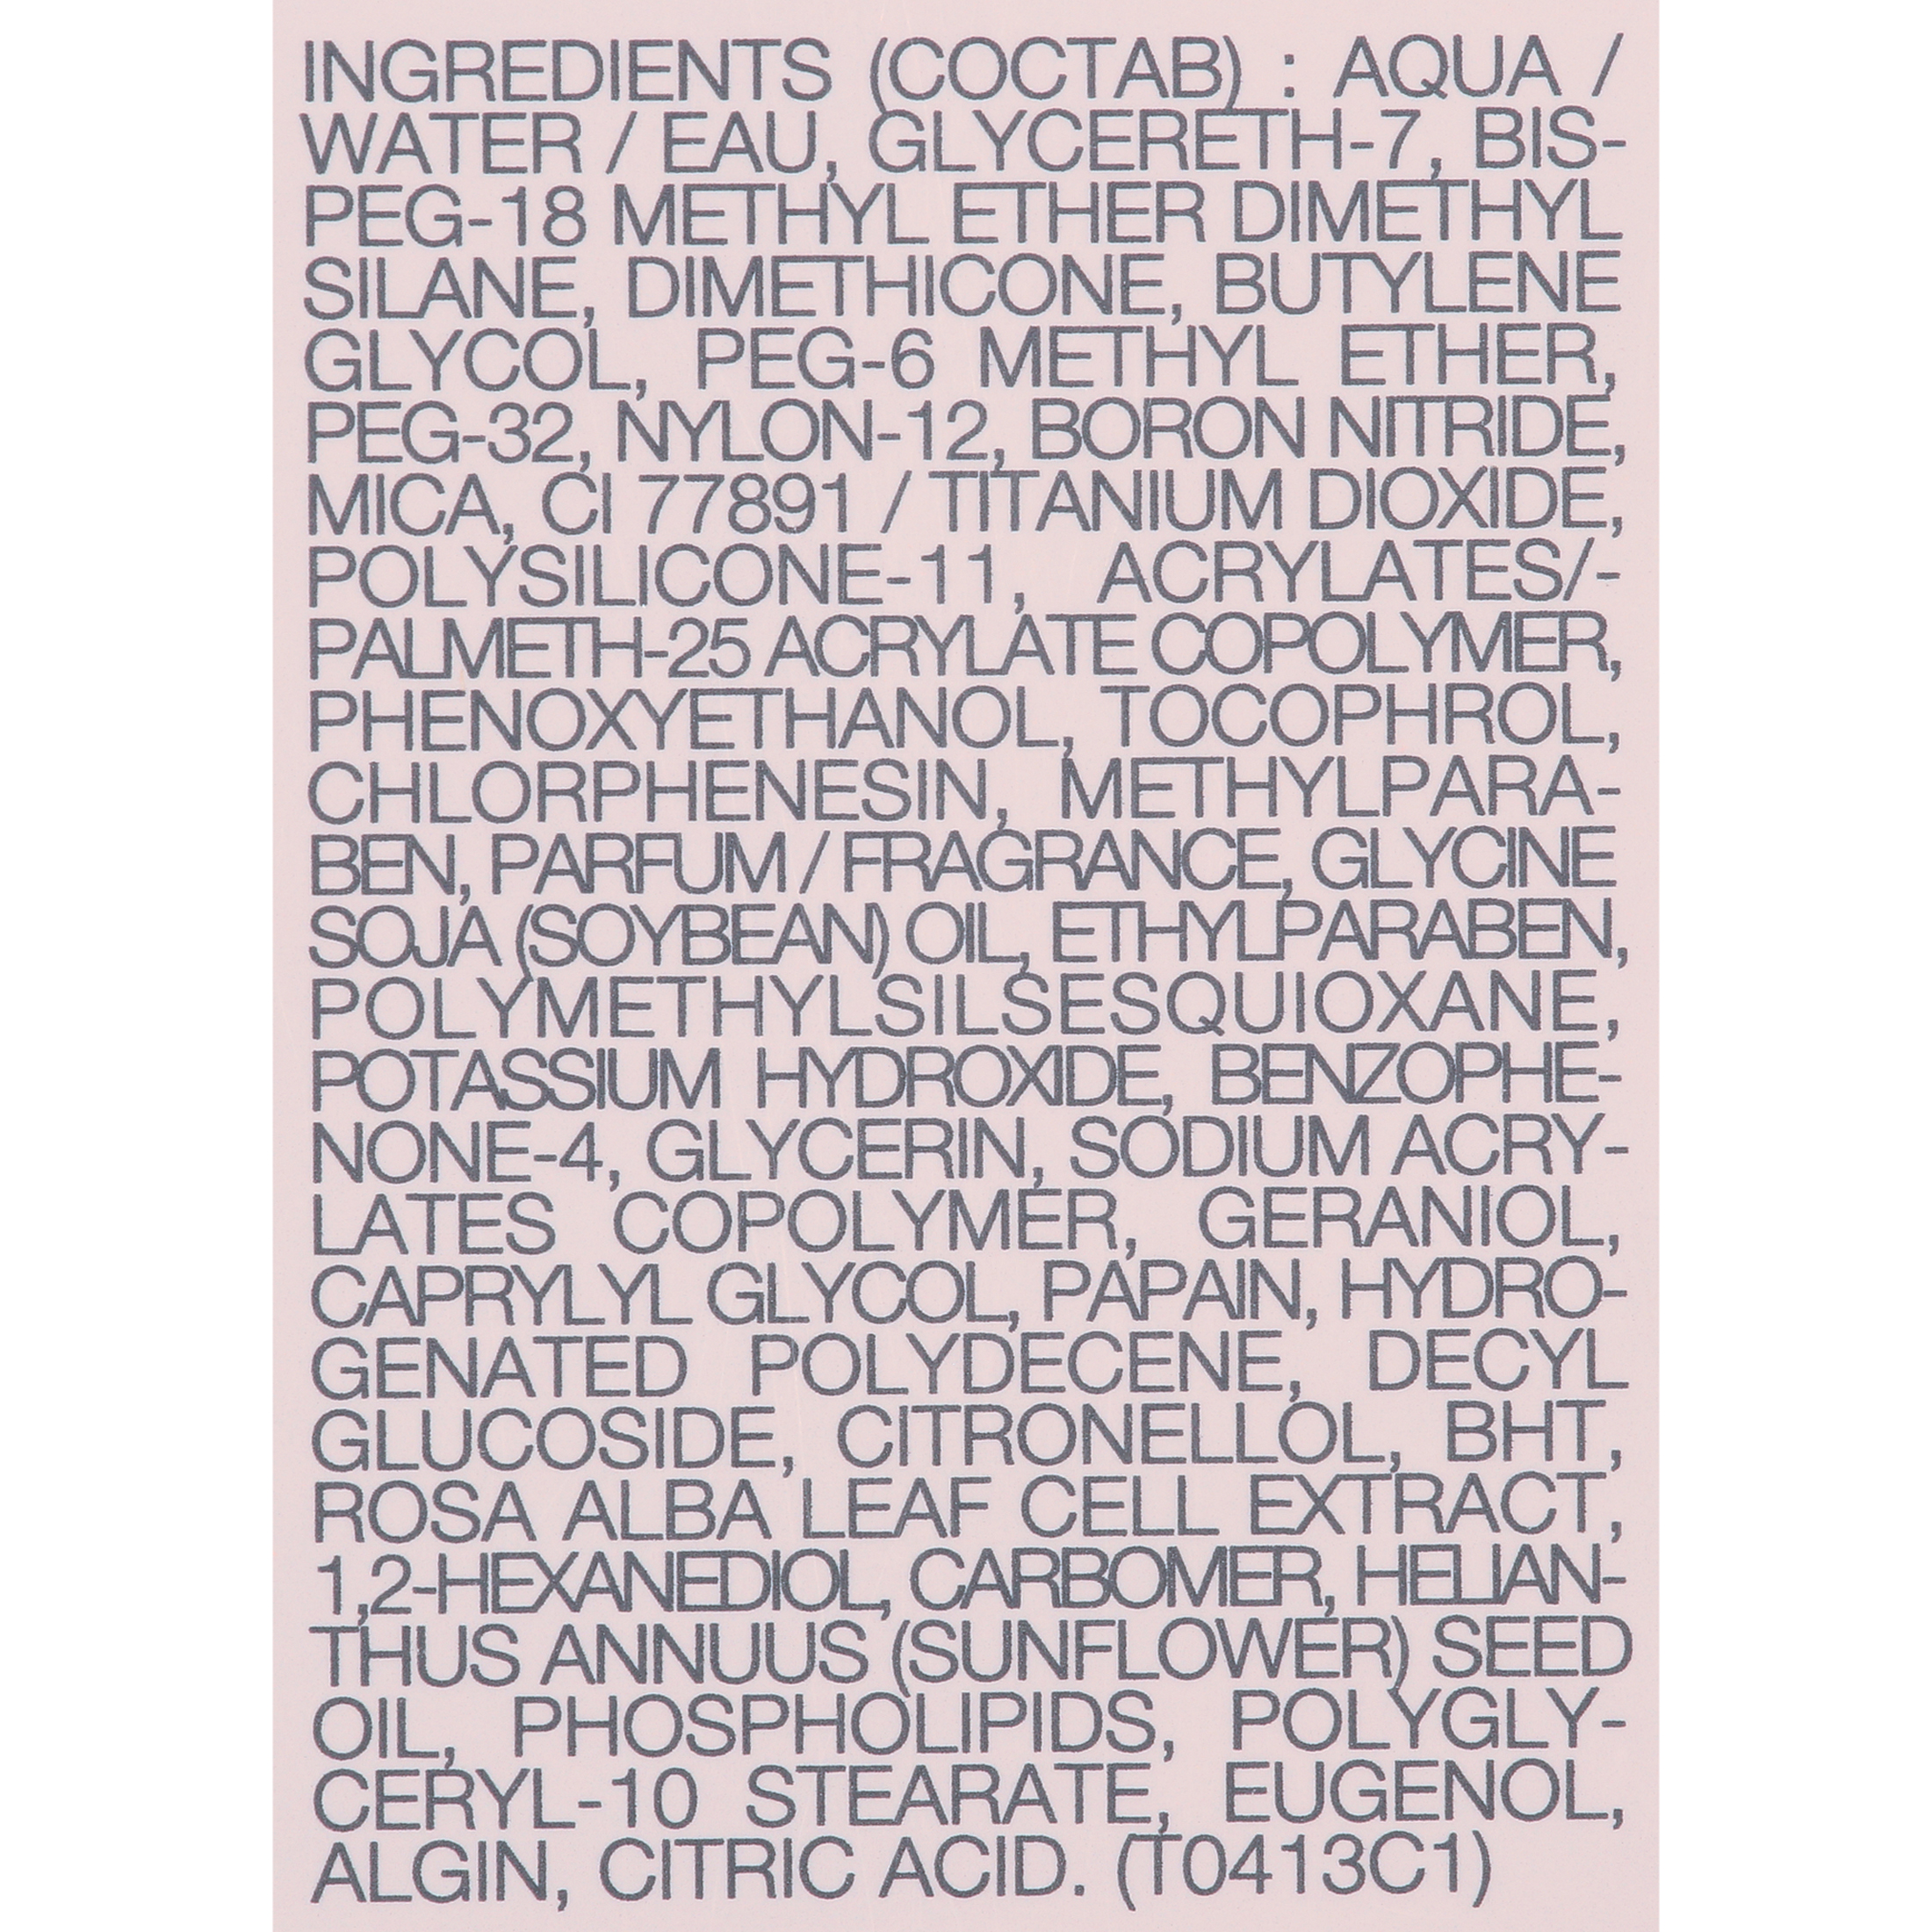 INGREDIENTS (COCTAB) : AQUA /
WATER / EAU, GLYCERETH-7, BIS-
PEG-18 METHYL ETHER DIMETHYL
SILANE, DIMETHICONE, BUTYLENE
GLYCOL, PEG-6 METHYL ETHER,
PEG-32, NYLON-12, BORON NITRIDE,
MICA, CI 77891 / TITANIUM DIOXIDE,
POLYSILICONE-11, ACRYLATES/-
PALMETH-25 ACRYLATE COPOLYMER,
PHENOXYETHANOL, TOCOPHROL,
CHLORPHENESIN, METHYLPARA-
BEN, PARFUM / FRAGRANCE, GLYCINE
SOJA (SOYBEAN) OIL, ETHYLPARABEN,
POLYMETHYLSILSESQUIOXANE,
POTASSIUM HYDROXIDE, BENZOPHE-
NONE-4, GLYCERIN, SODIUM ACRY-
LATES COPOLYMER, GERANIOL,
CAPRYLYL GLYCOL, PAPAIN, HYDRO-
GENATED POLYDECENE, DECYL
GLUCOSIDE, CITRONELLOL, BHT,
ROSA ALBA LEAF CELL EXTRACT,
1,2-HEXANEDIOL, CARBOMER, HELIAN-
THUS ANNUUS (SUNFLOWER) SEED
OIL, PHOSPHOLIPIDS, POLYGLY-
CERYL-10 STEARATE, EUGENOL,
ALGIN, CITRIC ACID. (T0413C1)